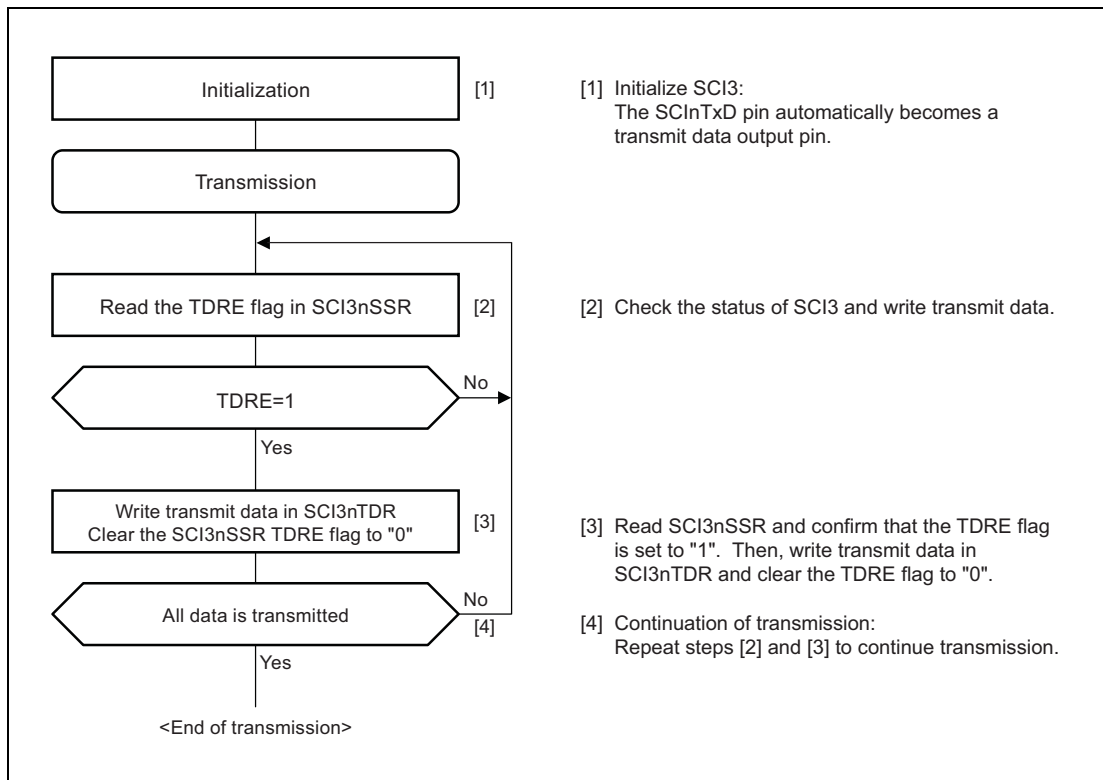 Initialization
[1]
[1] Initialize SCI3:
The SCInTxD pin automatically becomes a
transmit data output pin.
Transmission
Read the TDRE flag in SCI3nSSR
[2]
[2] Check the status of SCI3 and write transmit data.
TDRE=1
No
Yes
Write transmit data in SCI3nTDR
Clear the SCI3nSSR TDRE flag to "0"
[3]
[3] Read SCI3nSSR and confirm that the TDRE flag
is set to "1". Then, write transmit data in
SCI3nTDR and clear the TDRE flag to "0".
All data is transmitted
No
[4]
[4] Continuation of transmission:
Repeat steps [2] and [3] to continue transmission.
Yes
<End of transmission>